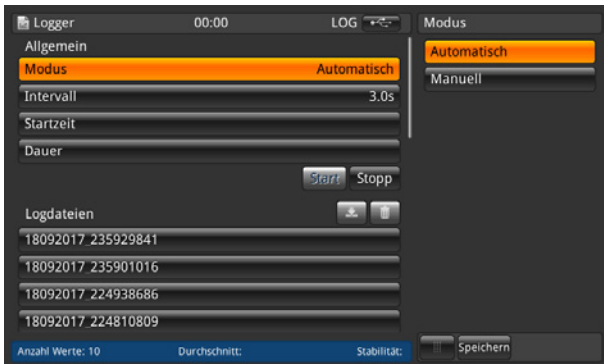 Logger 00:00 LOG
Allgemein
Modus Automatisch
Intervall 3.0s
Startzeit
Dauer
Start Stopp
Logdateien
18092017_235929841
18092017_235901016
18092017_224938686
18092017_224810809
Anzahl Werte: 10 Durchschnitt: Stabilität:
Modus
Automatisch
Manuell
Speichern